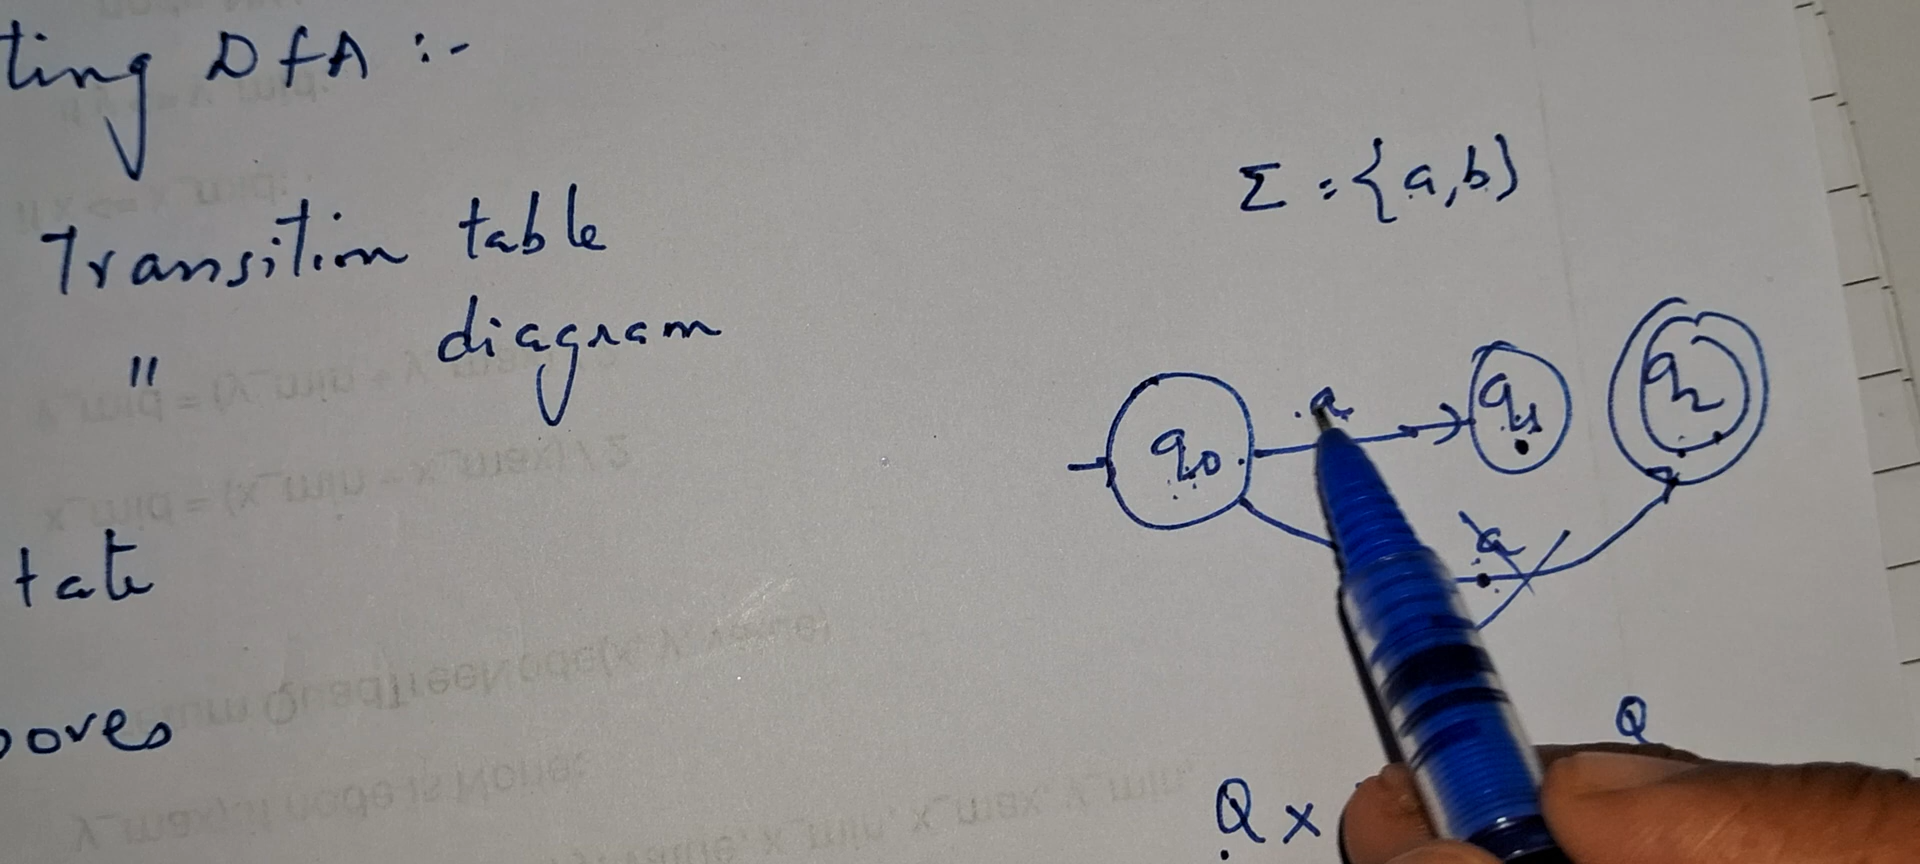 ting DFA :-
Σ = {a,b}
Transition table
" diagram
q0 a q1 q2
a
tate
oves
Q
Q x